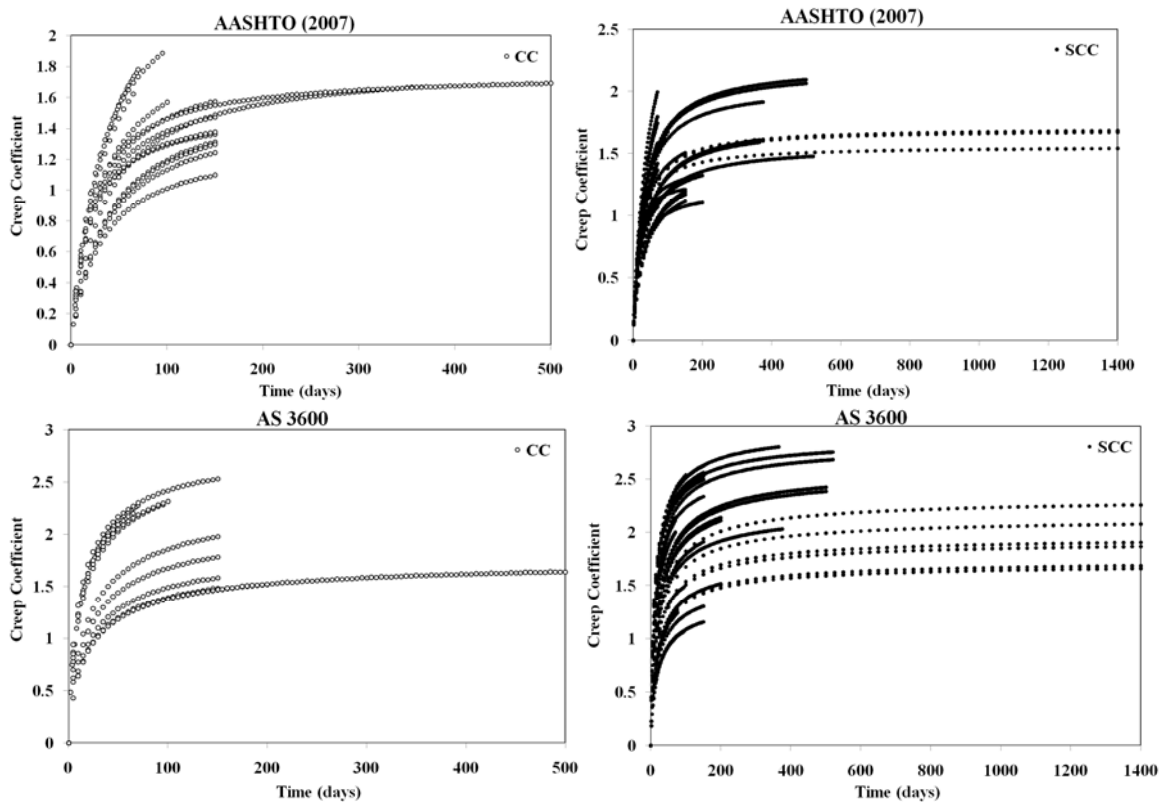 AASHTO (2007)
2
1.8
1.6
1.4
1.2
1
0.8
0.6
0.4
0.2
0
Creep Coefficient
CC
0 100 200 300 400 500
Time (days)
AASHTO (2007)
2.5
2
1.5
1
0.5
0
Creep Coefficient
SCC
0 200 400 600 800 1000 1200 1400
Time (days)
AS 3600
3
2.5
2
1.5
1
0.5
0
Creep Coefficient
CC
0 100 200 300 400 500
Time (days)
AS 3600
3
2.5
2
1.5
1
0.5
0
Creep Coefficient
SCC
0 200 400 600 800 1000 1200 1400
Time (days)